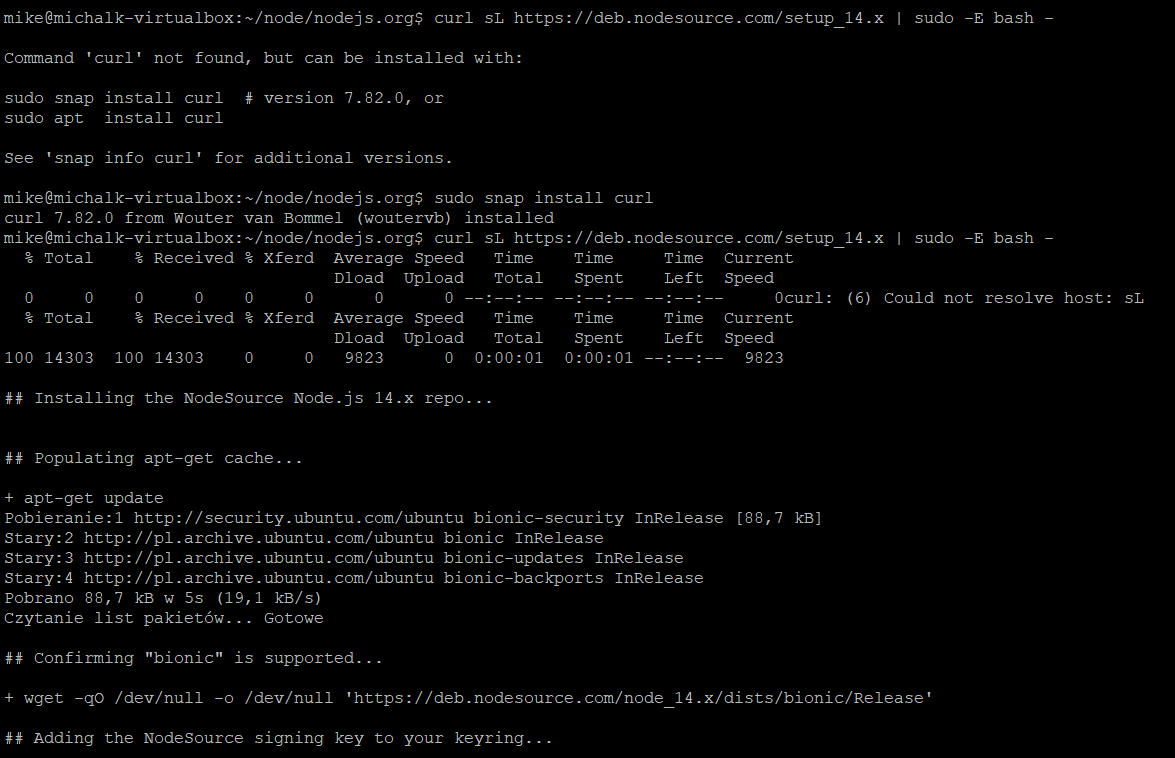 mike@michalk-virtualbox:~/node/nodejs.org$ curl sL https://deb.nodesource.com/setup_14.x | sudo -E bash -
Command 'curl' not found, but can be installed with:
sudo snap install curl  # version 7.82.0, or
sudo apt  install curl
See 'snap info curl' for additional versions.
mike@michalk-virtualbox:~/node/nodejs.org$ sudo snap install curl
curl 7.82.0 from Wouter van Bommel (woutervb) installed
mike@michalk-virtualbox:~/node/nodejs.org$ curl sL https://deb.nodesource.com/setup_14.x | sudo -E bash -
  % Total    % Received % Xferd  Average Speed   Time    Time     Time  Current
                                 Dload  Upload   Total   Spent    Left  Speed
  0     0    0     0    0     0      0      0 --:--:-- --:--:-- --:--:--     0curl: (6) Could not resolve host: sL
  % Total    % Received % Xferd  Average Speed   Time    Time     Time  Current
                                 Dload  Upload   Total   Spent    Left  Speed
100 14303  100 14303    0     0   9823      0  0:00:01  0:00:01 --:--:--  9823
## Installing the NodeSource Node.js 14.x repo...
## Populating apt-get cache...
+ apt-get update
Pobieranie:1 http://security.ubuntu.com/ubuntu bionic-security InRelease [88,7 kB]
Stary:2 http://pl.archive.ubuntu.com/ubuntu bionic InRelease
Stary:3 http://pl.archive.ubuntu.com/ubuntu bionic-updates InRelease
Stary:4 http://pl.archive.ubuntu.com/ubuntu bionic-backports InRelease
Pobrano 88,7 kB w 5s (19,1 kB/s)
Czytanie list pakietów... Gotowe
## Confirming "bionic" is supported...
+ wget -qO /dev/null -o /dev/null 'https://deb.nodesource.com/node_14.x/dists/bionic/Release'
## Adding the NodeSource signing key to your keyring...